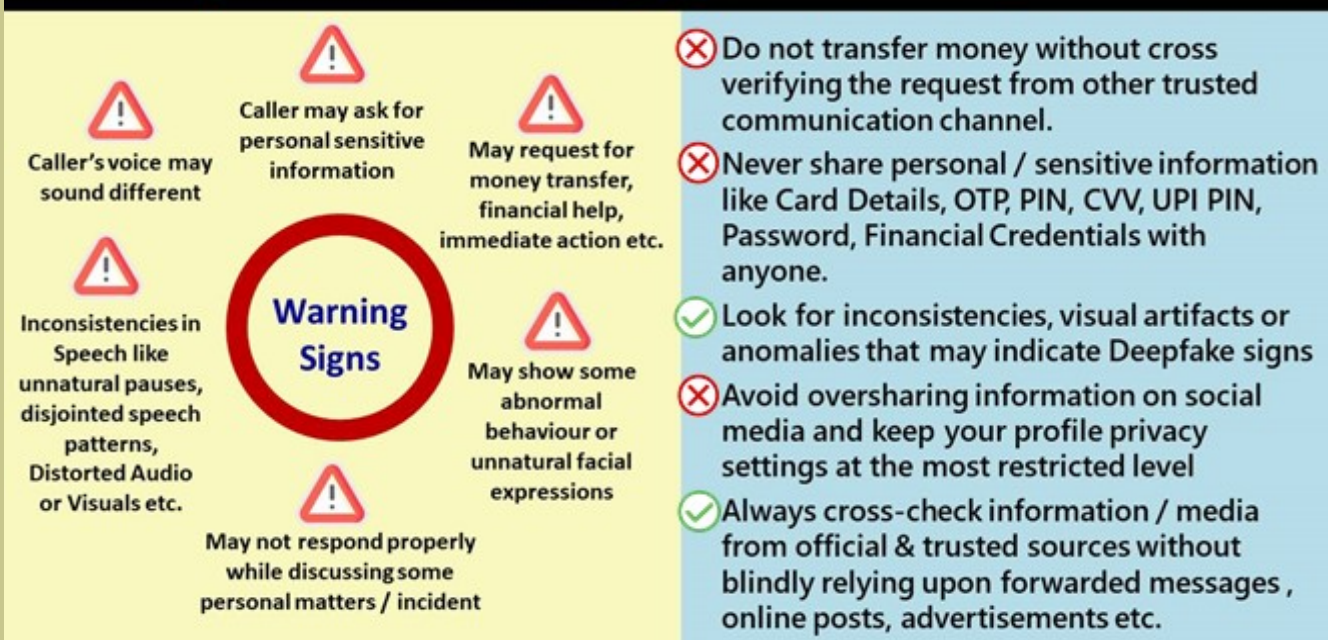 Caller's voice may
sound different
Caller may ask for
personal sensitive
information
May request for
money transfer,
financial help,
immediate action etc.
Inconsistencies in
Speech like
unnatural pauses,
disjointed speech
patterns,
Distorted Audio
or Visuals etc.
Warning
Signs
May show some
abnormal
behaviour or
unnatural facial
expressions
May not respond properly
while discussing some
personal matters / incident
Do not transfer money without cross
verifying the request from other trusted
communication channel.
Never share personal / sensitive information
like Card Details, OTP, PIN, CVV, UPI PIN,
Password, Financial Credentials with
anyone.
Look for inconsistencies, visual artifacts or
anomalies that may indicate Deepfake signs
Avoid oversharing information on social
media and keep your profile privacy
settings at the most restricted level
Always cross-check information / media
from official & trusted sources without
blindly relying upon forwarded messages ,
online posts, advertisements etc.